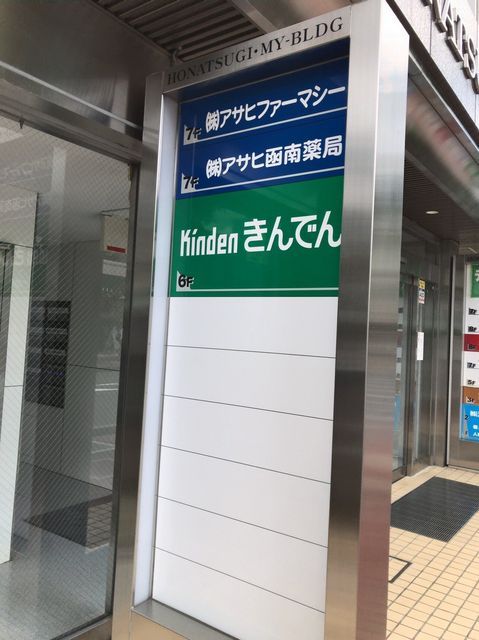 HONATSUGI・MY-BLDG
7F ㈱アサヒファーマシー
7F ㈱アサヒ函南薬局
Kinden きんでん
6F